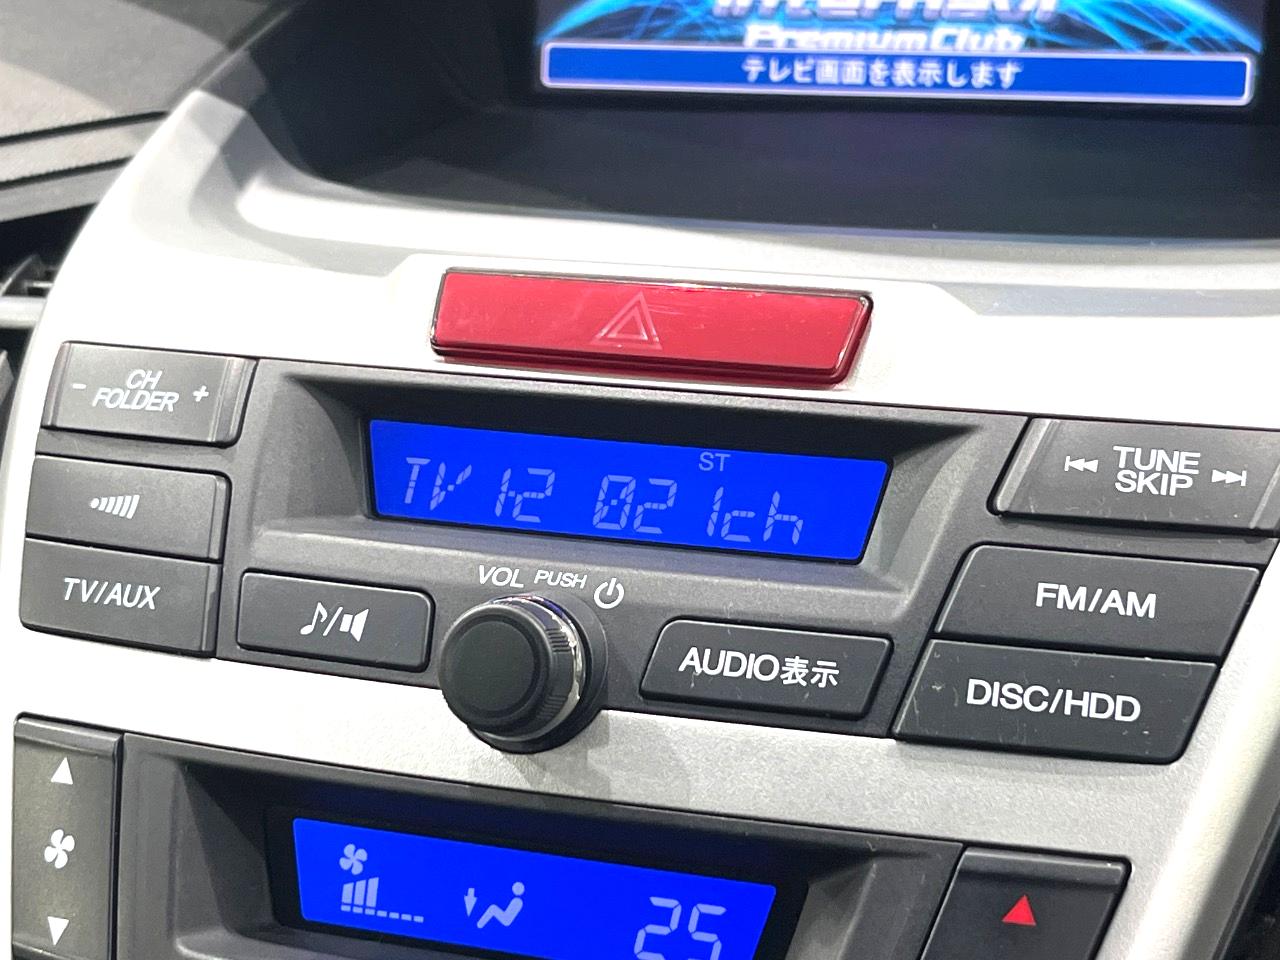 internavi
Premium Club
テレビ画面を表示します
- CH +
FOLDER
ST
TV 12 021ch
TUNE
SKIP
VOL PUSH
TV/AUX
FM/AM
AUDIO表示
DISC/HDD
25